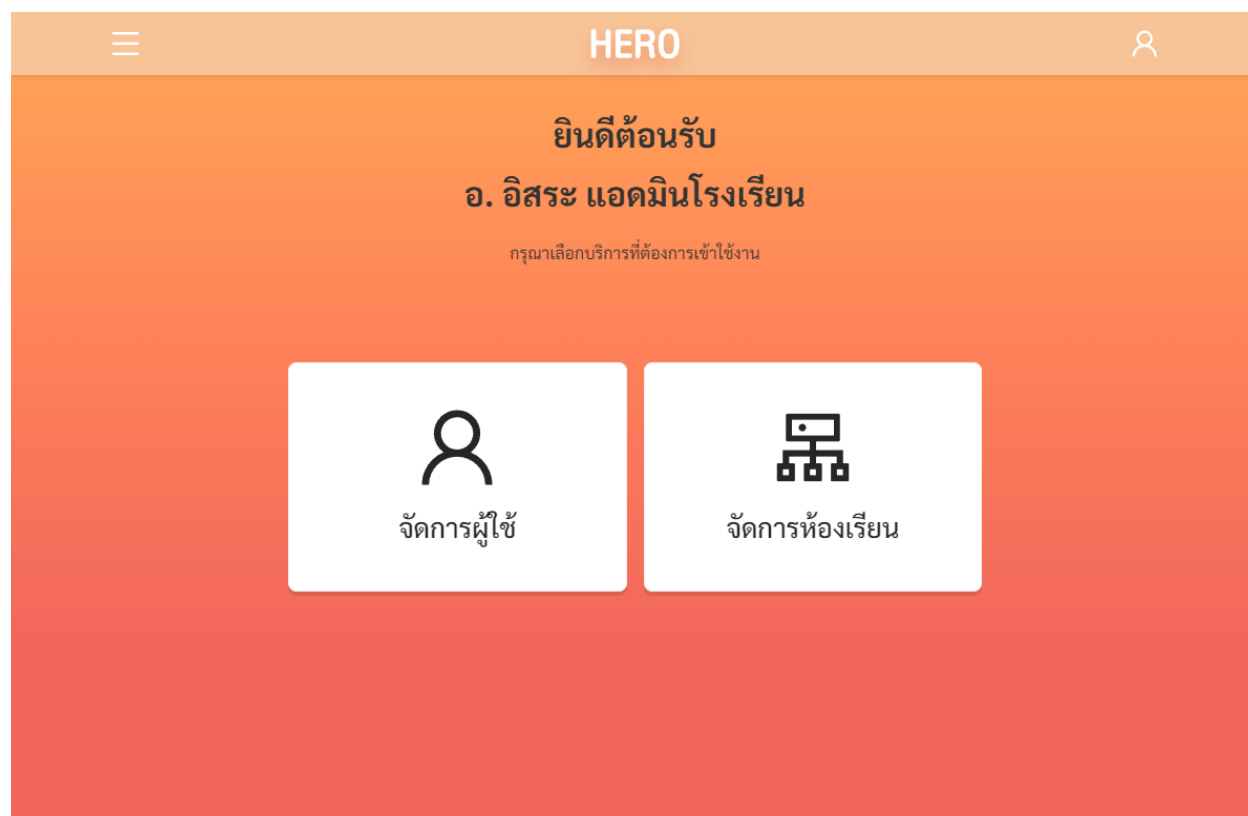 HERO
ยินดีต้อนรับ
อ. อิสระ แอดมินโรงเรียน
กรุณาเลือกบริการที่ต้องการเข้าใช้งาน
จัดการผู้ใช้
จัดการห้องเรียน